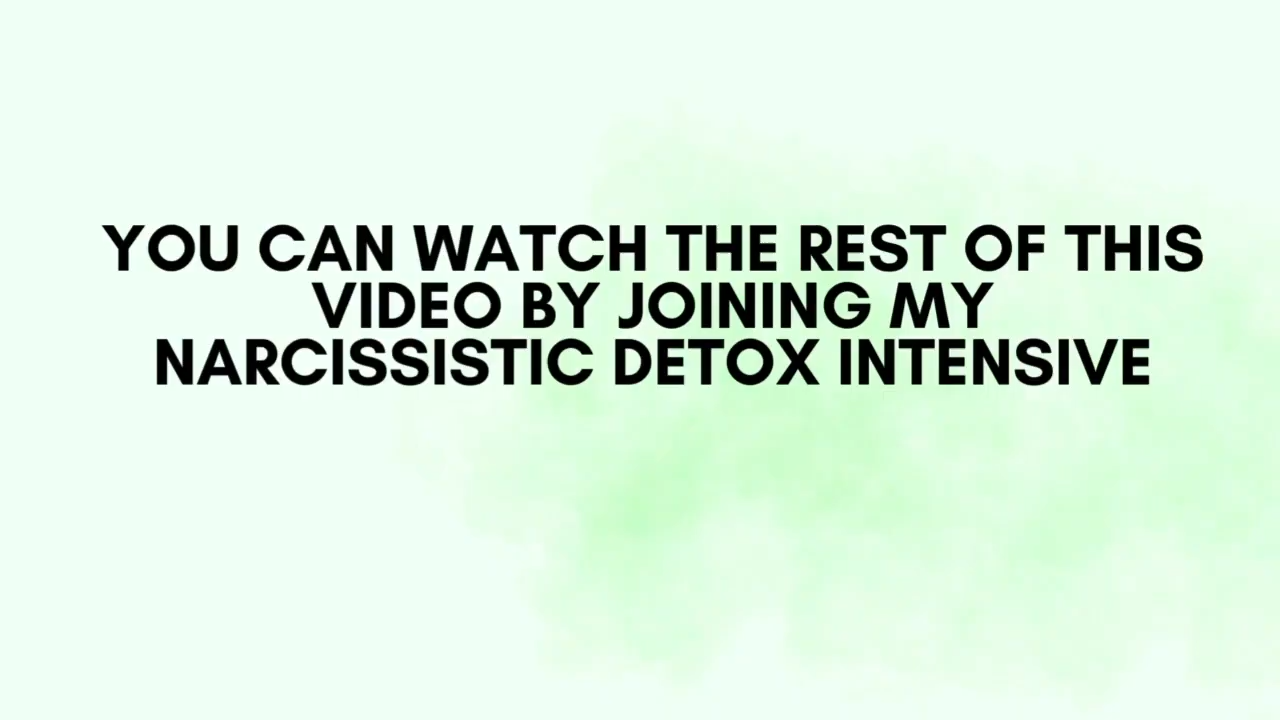 YOU CAN WATCH THE REST OF THIS
VIDEO BY JOINING MY
NARCISSISTIC DETOX INTENSIVE